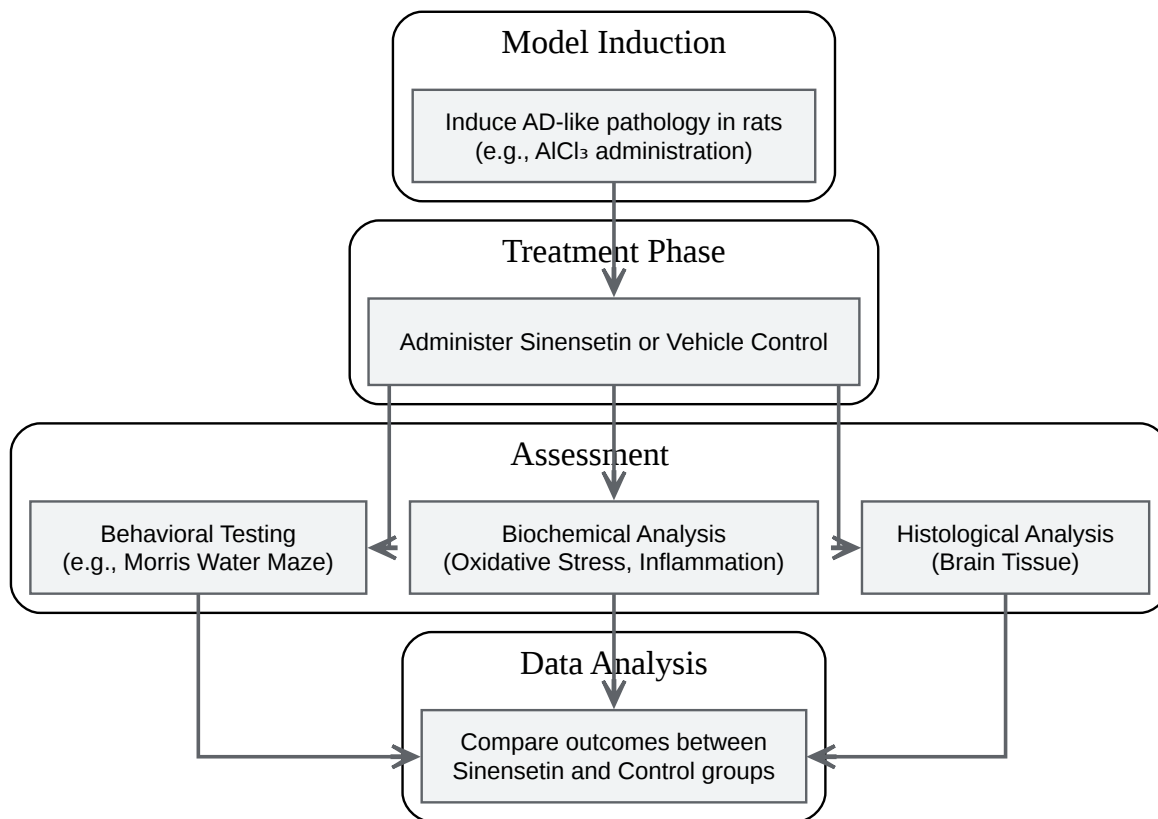 Model Induction
Induce AD-like pathology in rats
(e.g., AlCl₃ administration)
Treatment Phase
Administer Sinensetin or Vehicle Control
Assessment
Behavioral Testing
(e.g., Morris Water Maze)
Biochemical Analysis
(Oxidative Stress, Inflammation)
Histological Analysis
(Brain Tissue)
Data Analysis
Compare outcomes between
Sinensetin and Control groups